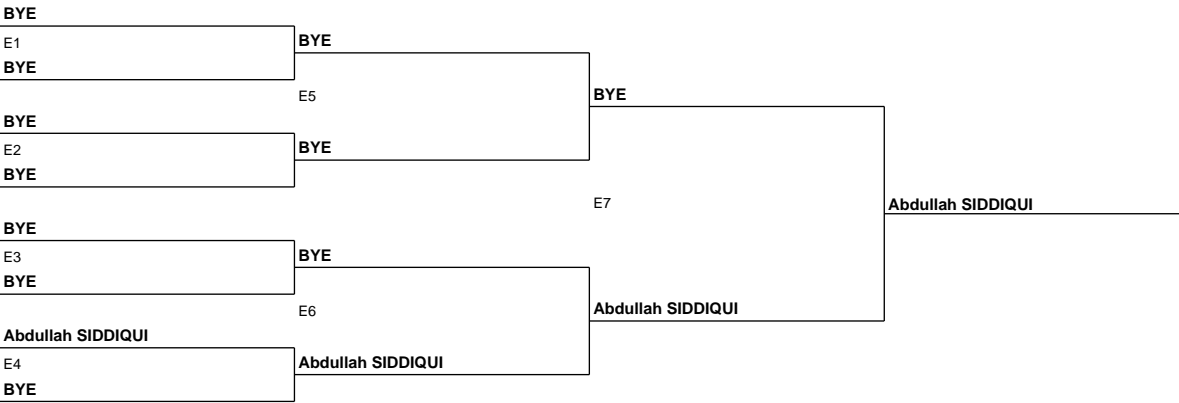 BYE
E1
BYE
BYE
E5
BYE
BYE
E2
BYE
BYE
E7
Abdullah SIDDIQUI
BYE
E3
BYE
BYE
E6
Abdullah SIDDIQUI
Abdullah SIDDIQUI
E4
Abdullah SIDDIQUI
BYE